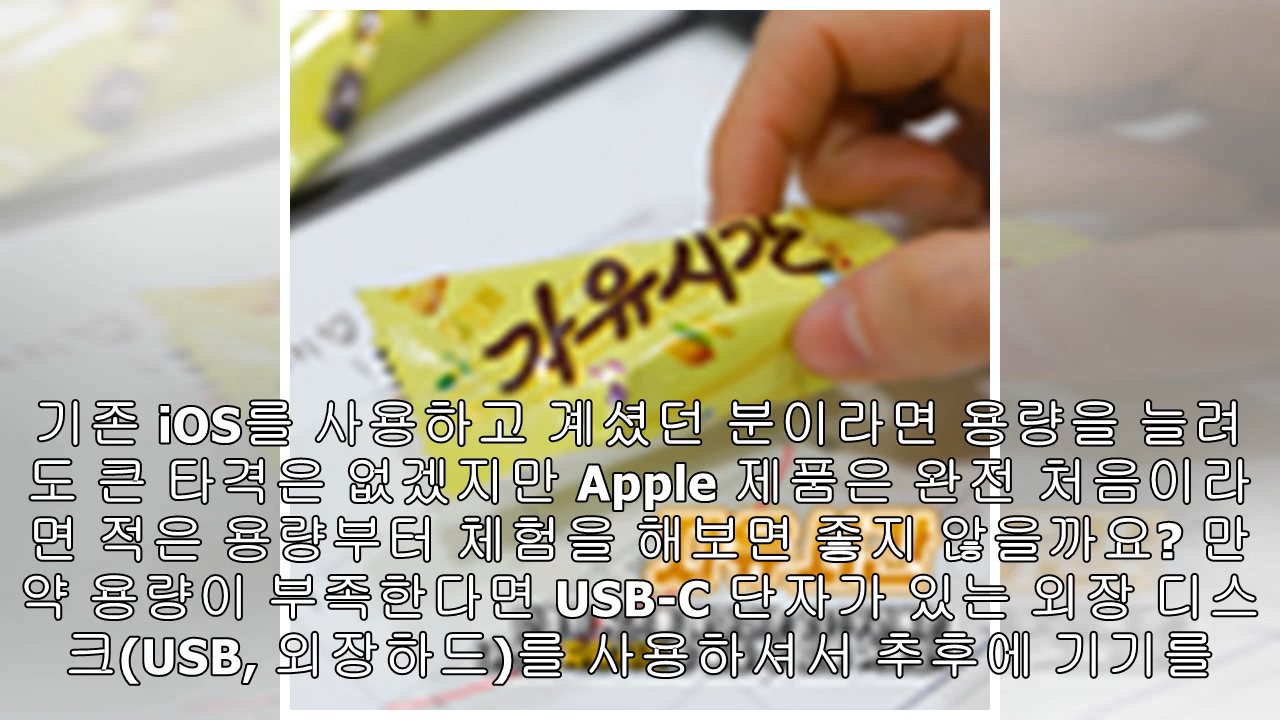 자유시간
기존 iOS를 사용하고 계셨던 분이라면 용량을 늘려
도 큰 타격은 없겠지만 Apple 제품은 완전 처음이라
면 적은 용량부터 체험을 해보면 좋지 않을까요? 만
약 용량이 부족한다면 USB-C 단자가 있는 외장 디스
크(USB, 외장하드)를 사용하셔서 추후에 기기를